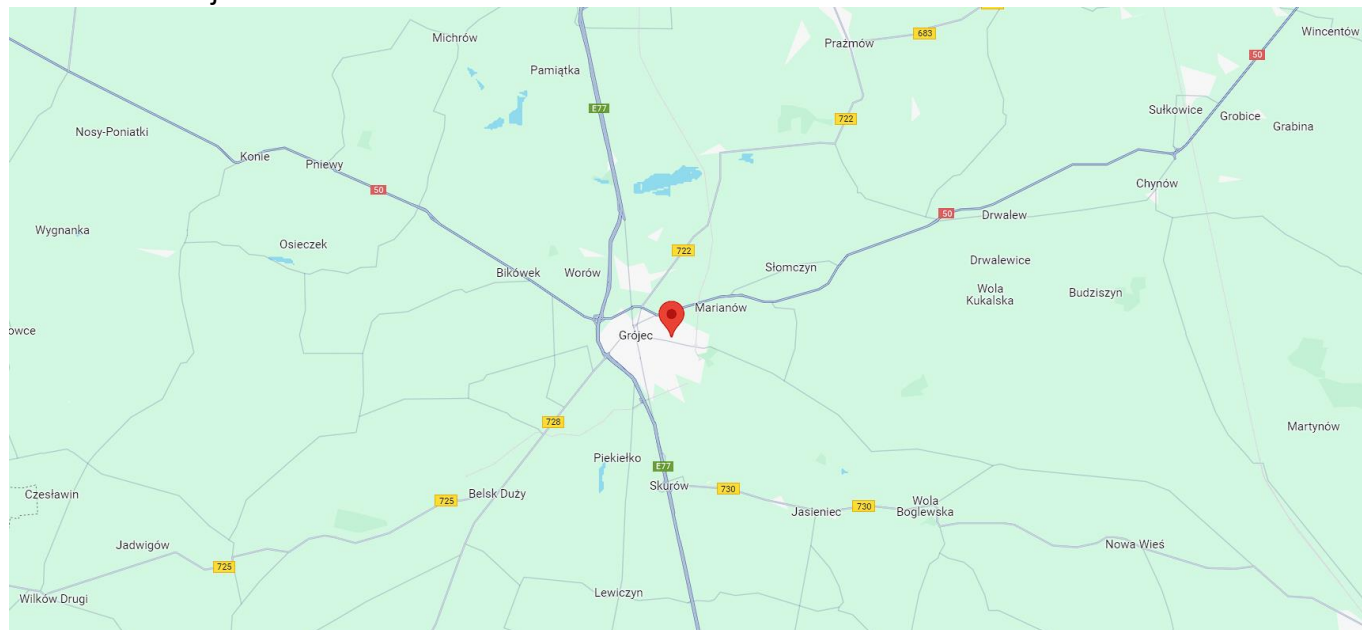 Michrów
Prażmów
683
Wincentów
50
Pamiątka
E77
Sułkowice
Grobice
Grabina
722
Nosy-Poniatki
Konie
Pniewy
50
Chynów
50
Drwalew
Wygnanka
Osieczek
722
Bikówek
Worów
Słomczyn
Drwalewice
Wola
Kukalska
Budziszyn
Marianów
owce
Grójec
728
Martynów
Piekiełko
E77
Czesławin
Belsk Duży
725
Skurów
730
Jasieniec
730
Wola
Boglewska
Jadwigów
725
Nowa Wieś
Wilków Drugi
Lewiczyn